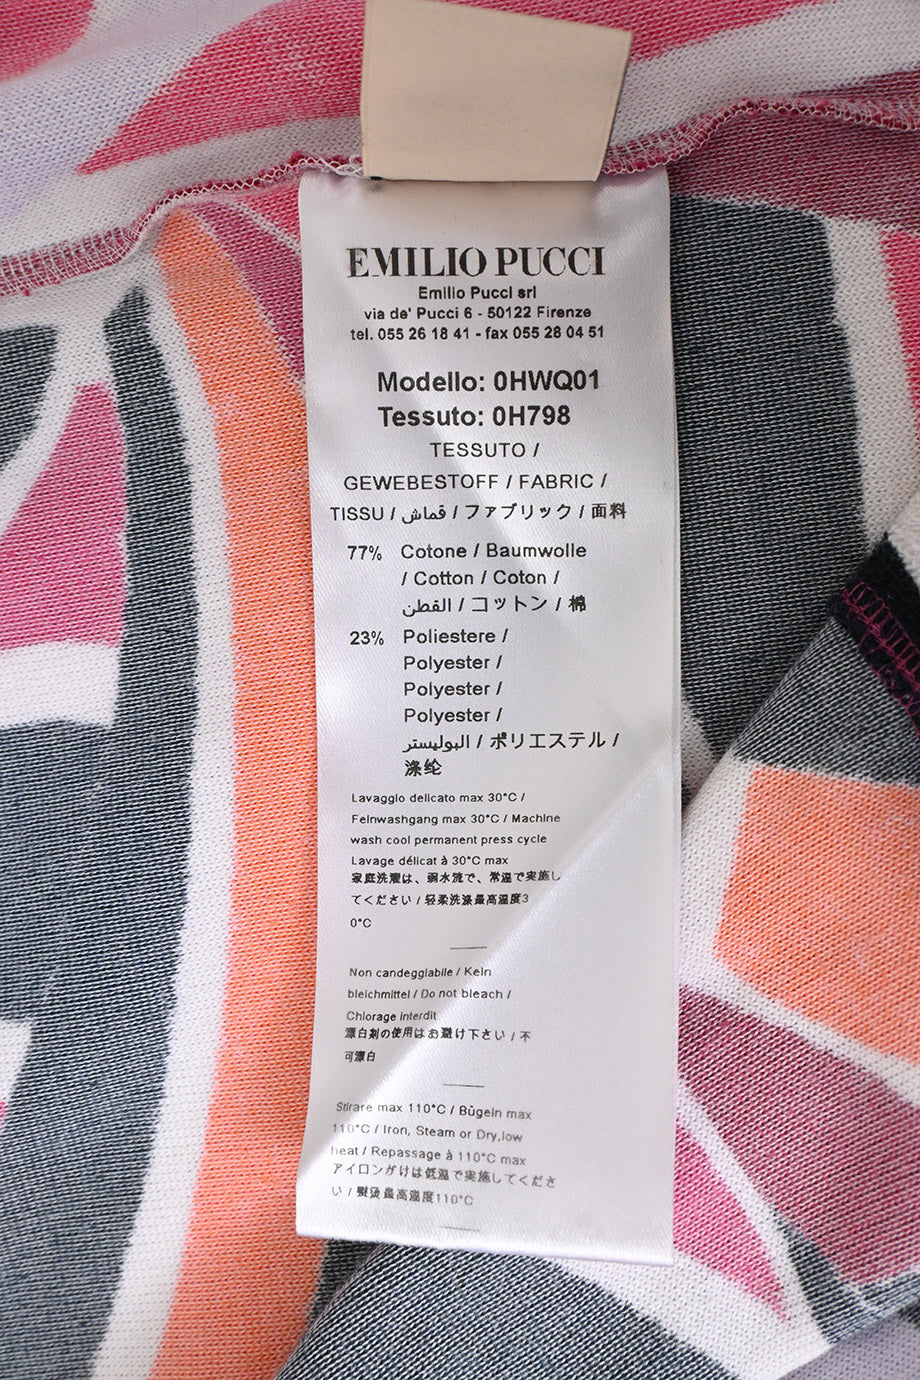 EMILIO PUCCI
Emilio Pucci srl
via de' Pucci 6 - 50122 Firenze
tel. 055 26 18 41 - fax 055 28 04 51
Modello: 0HWQ01
Tessuto: 0H798
TESSUTO /
GEWEBESTOFF / FABRIC /
TISSU / قماش / ファブリック / 面料
77% Cotone / Baumwolle
/ Cotton / Coton /
القطن / コットン / 棉
23% Poliestere /
Polyester /
Polyester /
Polyester /
البوليستر / ポリエステル /
涤纶
Lavaggio delicato max 30°C /
Feinwashgang max 30°C / Machine
wash cool permanent press cycle
Lavage délicat à 30°C max
家庭洗濯は、弱水流で、常温で実施し
てください / 轻柔洗涤最高温度3
0°C
Non candeggiabile / Kein
bleichmittel / Do not bleach /
Chlorage interdit
漂白剤の使用はお避け下さい / 不
可漂白
Stirare max 110°C / Bügeln max
110°C / Iron, Steam or Dry,low
heat / Repassage à 110°C max
アイロンがけは低温で実施してくださ
い / 熨烫最高温度110°C